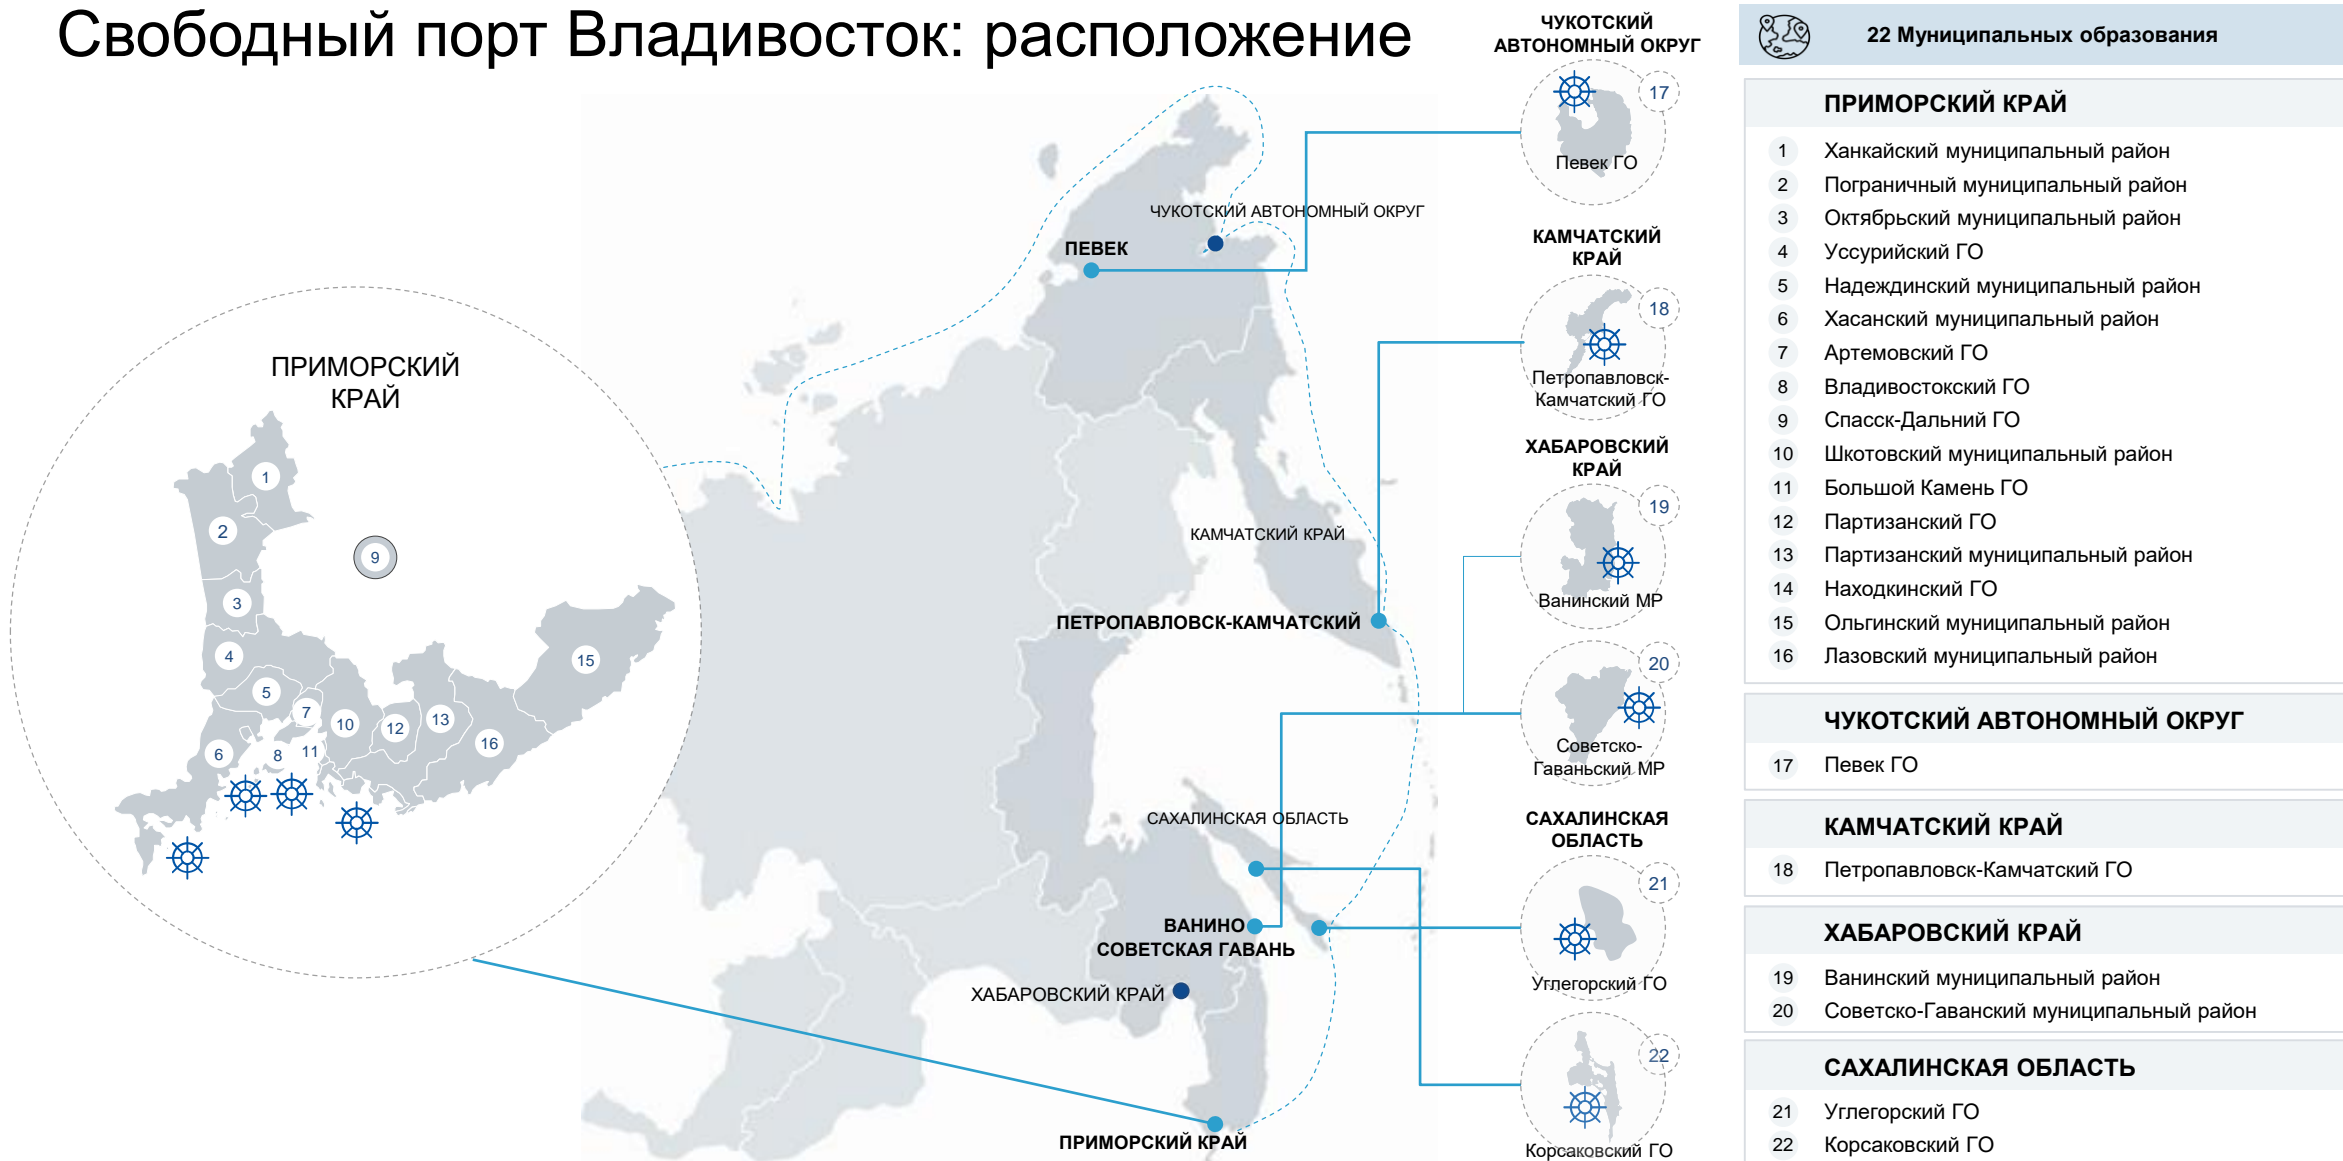 Свободный порт Владивосток: расположение
ПРИМОРСКИЙ
КРАЙ
1
2
3
4
5
6
7
8
9
10
11
12
13
15
16
ЧУКОТСКИЙ АВТОНОМНЫЙ ОКРУГ
ПЕВЕК
КАМЧАТСКИЙ КРАЙ
ПЕТРОПАВЛОВСК-КАМЧАТСКИЙ
САХАЛИНСКАЯ ОБЛАСТЬ
ВАНИНО
СОВЕТСКАЯ ГАВАНЬ
ХАБАРОВСКИЙ КРАЙ
ПРИМОРСКИЙ КРАЙ
ЧУКОТСКИЙ
АВТОНОМНЫЙ ОКРУГ
17
Певек ГО
КАМЧАТСКИЙ
КРАЙ
18
Петропавловск-
Камчатский ГО
ХАБАРОВСКИЙ
КРАЙ
19
Ванинский МР
20
Советско-
Гаваньский МР
САХАЛИНСКАЯ
ОБЛАСТЬ
21
Углегорский ГО
22
Корсаковский ГО
22 Муниципальных образования
ПРИМОРСКИЙ КРАЙ
1 Ханкайский муниципальный район
2 Пограничный муниципальный район
3 Октябрьский муниципальный район
4 Уссурийский ГО
5 Надеждинский муниципальный район
6 Хасанский муниципальный район
7 Артемовский ГО
8 Владивостокский ГО
9 Спасск-Дальний ГО
10 Шкотовский муниципальный район
11 Большой Камень ГО
12 Партизанский ГО
13 Партизанский муниципальный район
14 Находкинский ГО
15 Ольгинский муниципальный район
16 Лазовский муниципальный район
ЧУКОТСКИЙ АВТОНОМНЫЙ ОКРУГ
17 Певек ГО
КАМЧАТСКИЙ КРАЙ
18 Петропавловск-Камчатский ГО
ХАБАРОВСКИЙ КРАЙ
19 Ванинский муниципальный район
20 Советско-Гаванский муниципальный район
САХАЛИНСКАЯ ОБЛАСТЬ
21 Углегорский ГО
22 Корсаковский ГО